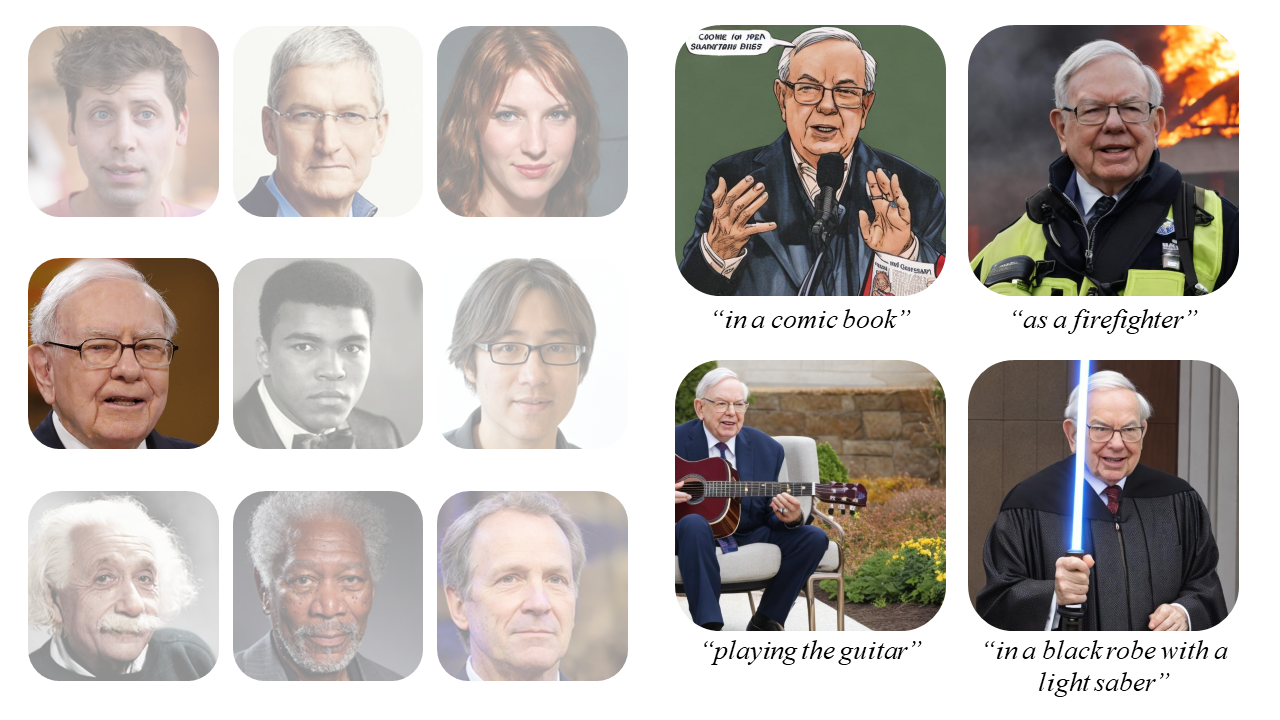 “in a comic book”
“as a firefighter”
“playing the guitar”
“in a black robe with a
light saber”